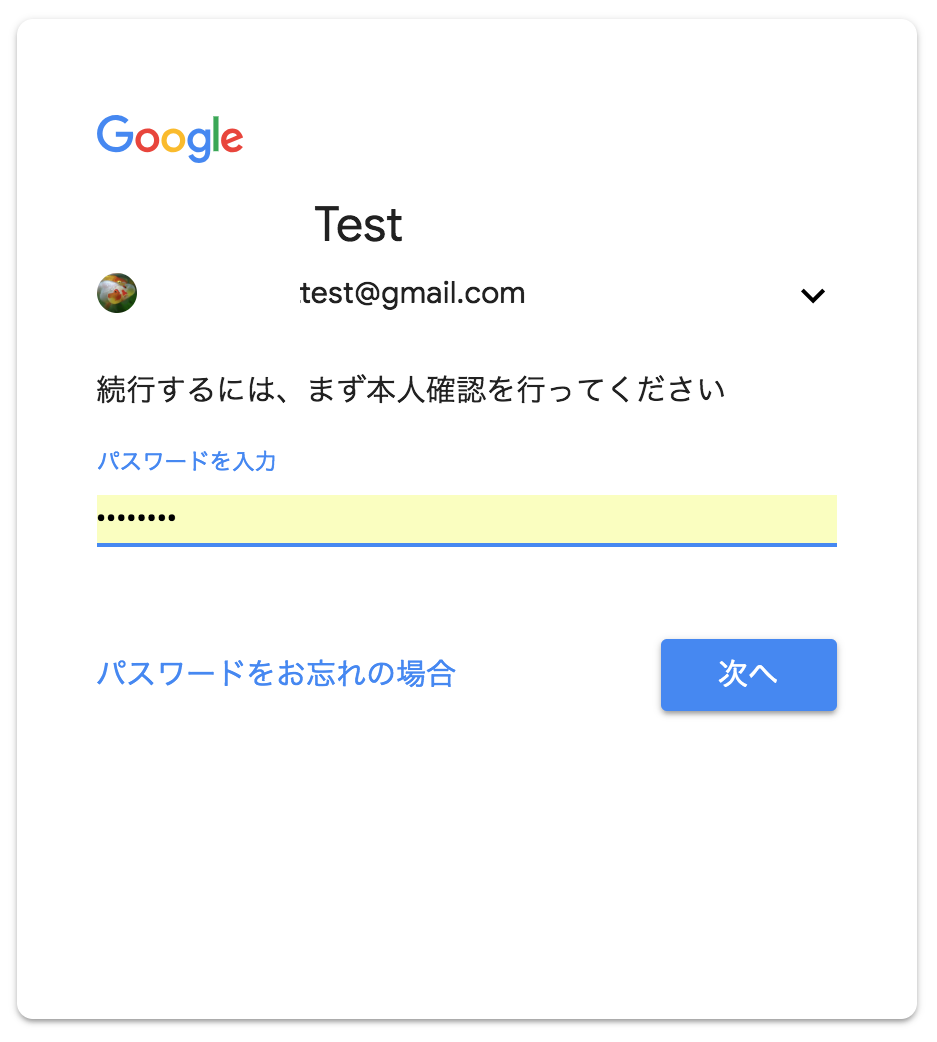 Google
Test
test@gmail.com
続行するには、まず本人確認を行ってください
パスワードを入力
••••••••
パスワードをお忘れの場合
次へ